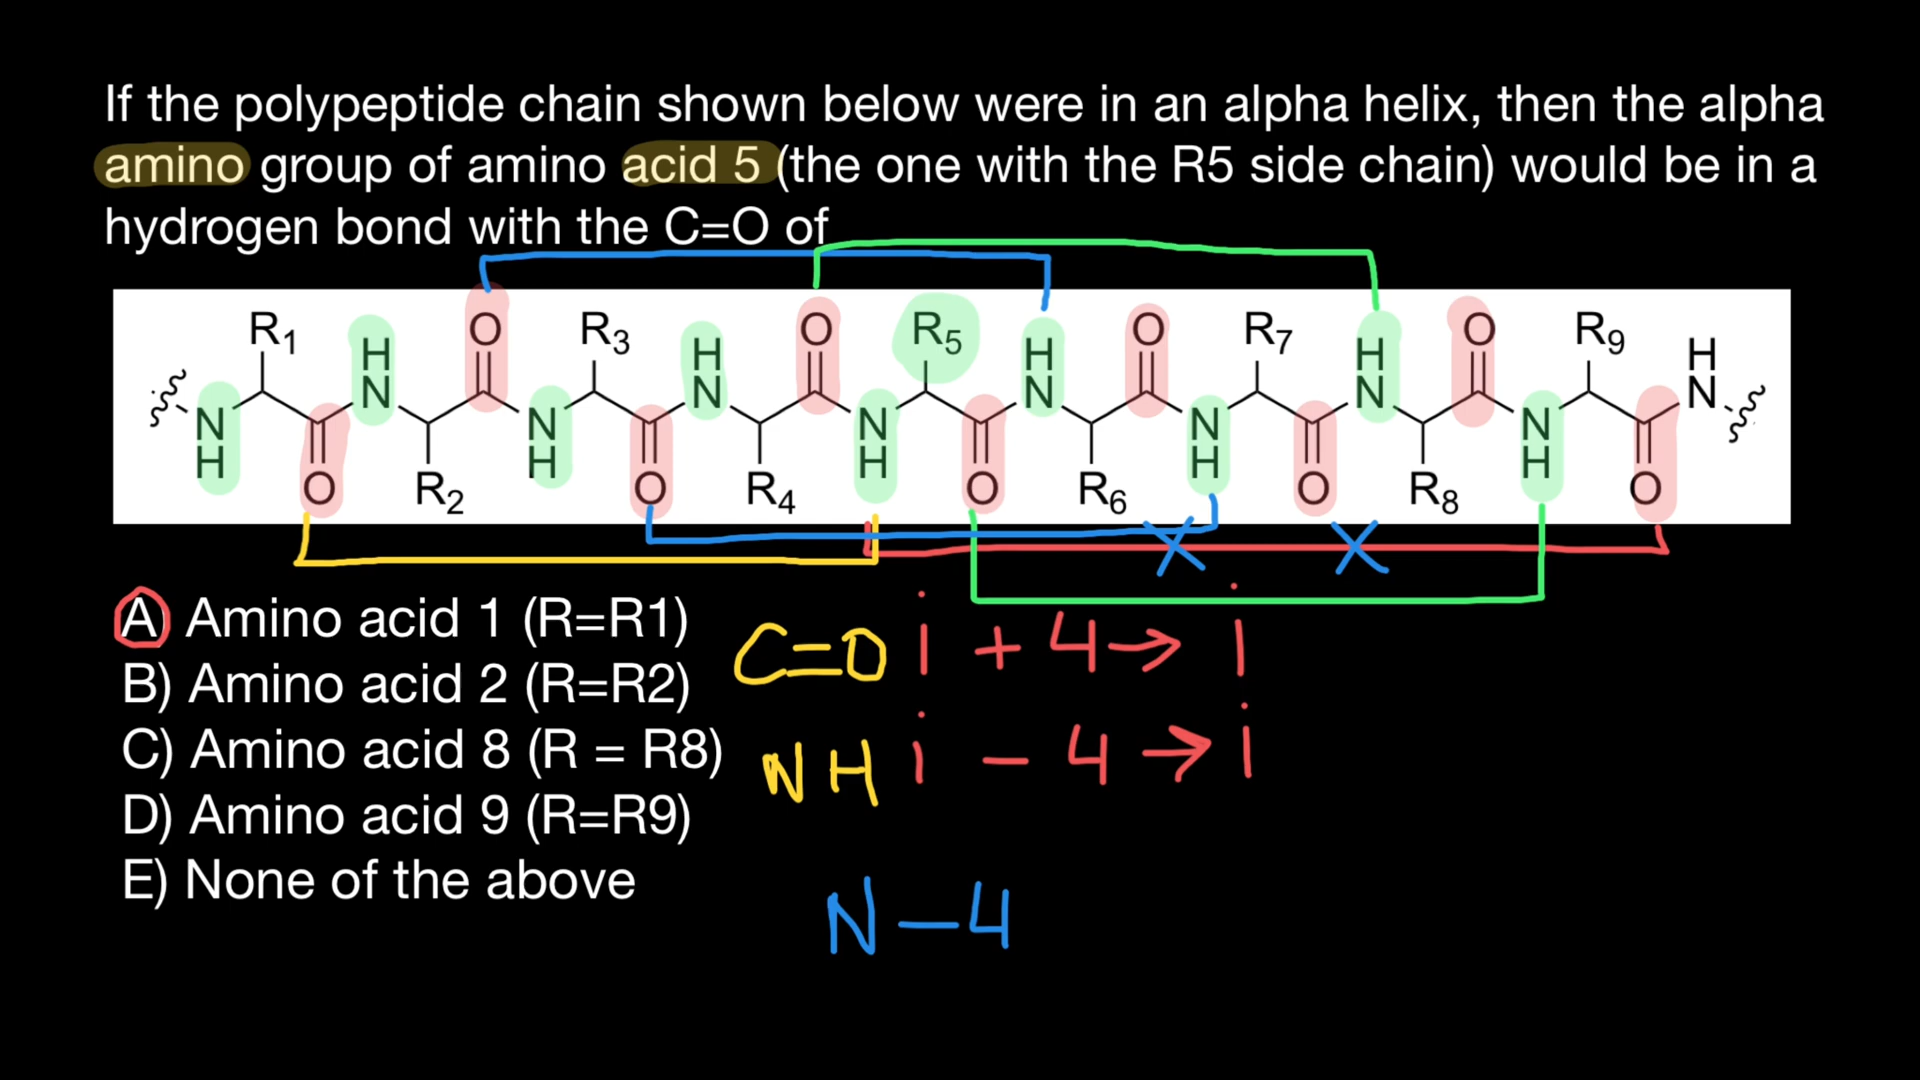 If the polypeptide chain shown below were in an alpha helix, then the alpha
amino group of amino acid 5 (the one with the R5 side chain) would be in a
hydrogen bond with the C=O of
R1 H O R3 H O R5 H O R7 H O R9 H
N N N N N N N N N N
H O R2 H O R4 H O R6 H O R8 H O
A) Amino acid 1 (R=R1)
B) Amino acid 2 (R=R2)
C) Amino acid 8 (R = R8)
D) Amino acid 9 (R=R9)
E) None of the above
C=O i + 4 → i
NH i - 4 → i
N - 4